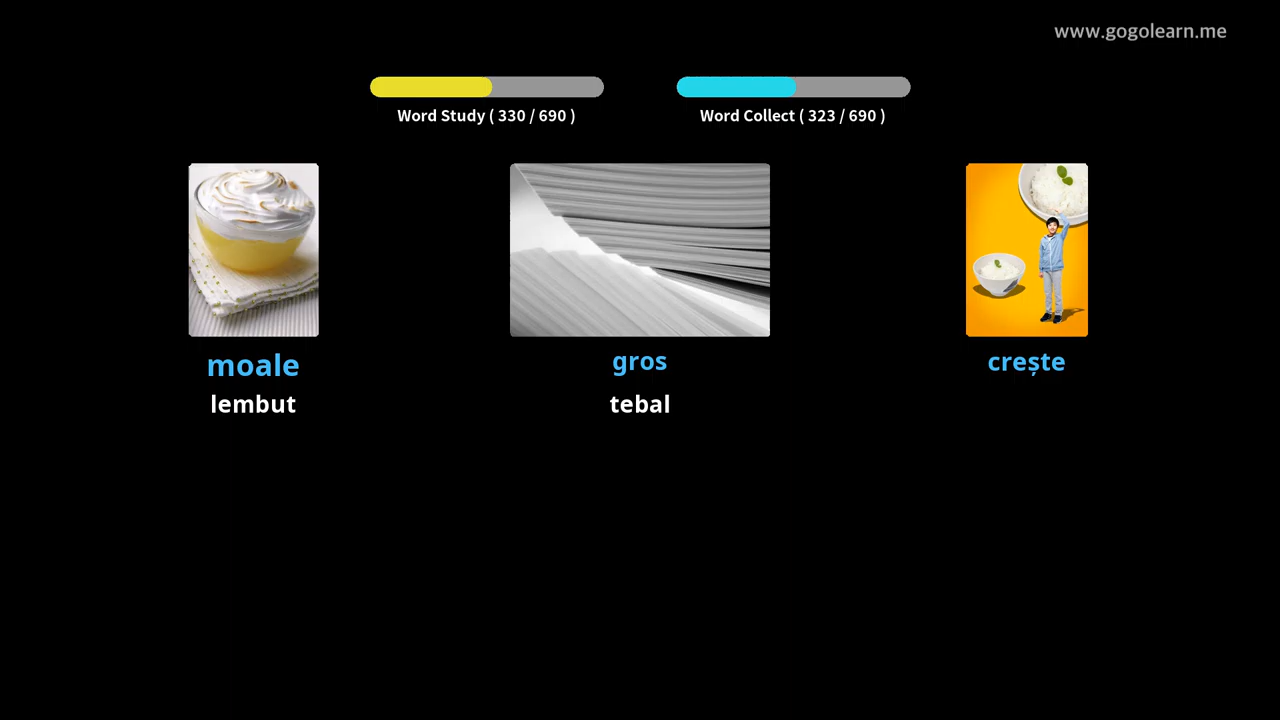 www.gogolearn.me
Word Study ( 330 / 690 )
Word Collect ( 323 / 690 )
moale
gros
crește
lembut
tebal